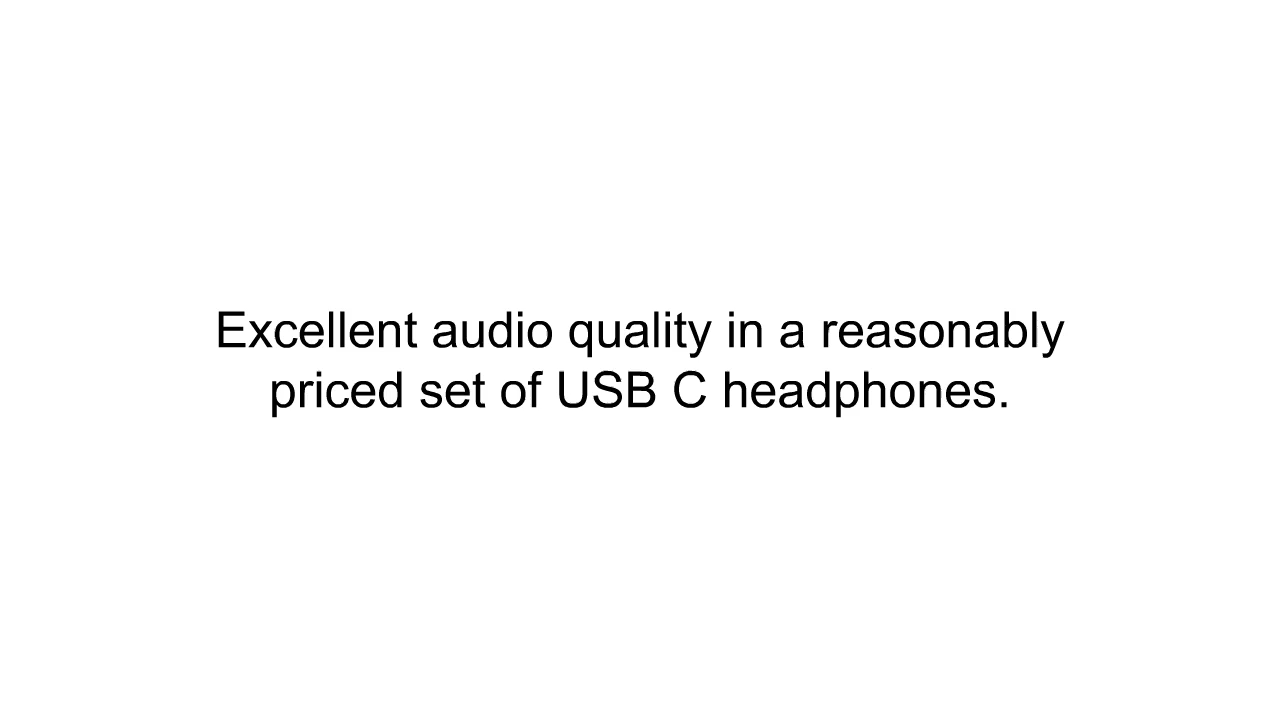 Excellent audio quality in a reasonably
priced set of USB C headphones.